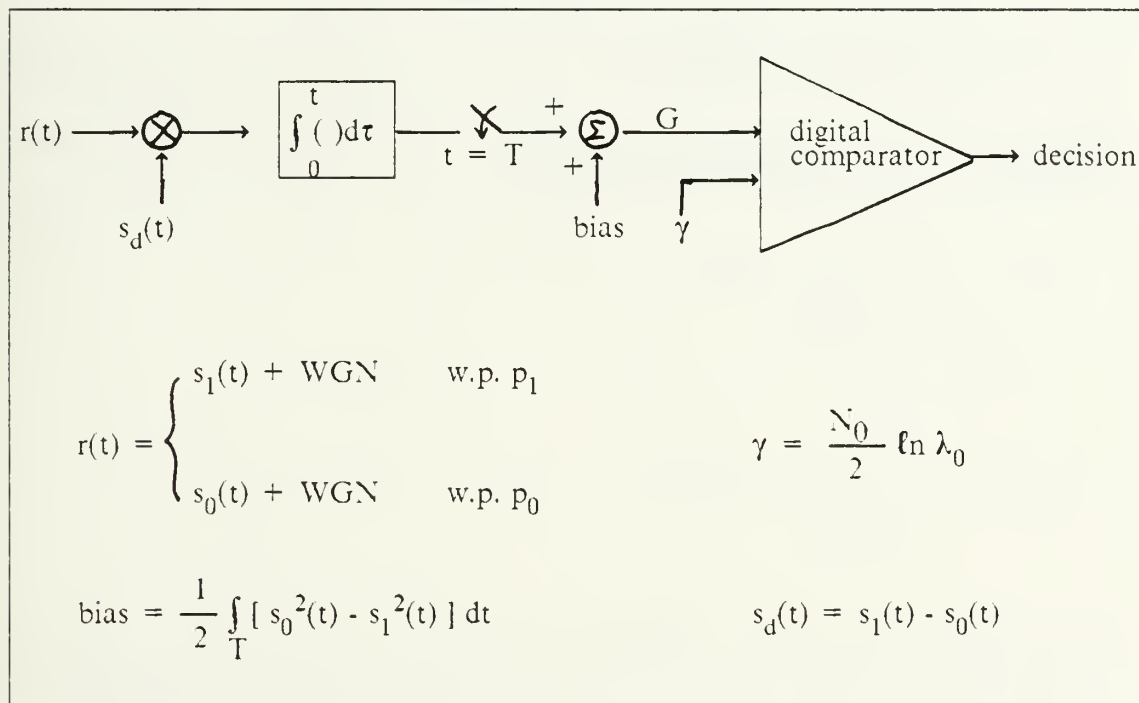 r(t)
t
∫ ( )dτ
0
t = T
+
Σ
+
bias
G
γ
digital
comparator
decision
s_d(t)
r(t) = { s_1(t) + WGN w.p. p_1
s_0(t) + WGN w.p. p_0
γ = N_0/2 ℓn λ_0
bias = 1/2 ∫_T [ s_0^2(t) - s_1^2(t) ] dt
s_d(t) = s_1(t) - s_0(t)